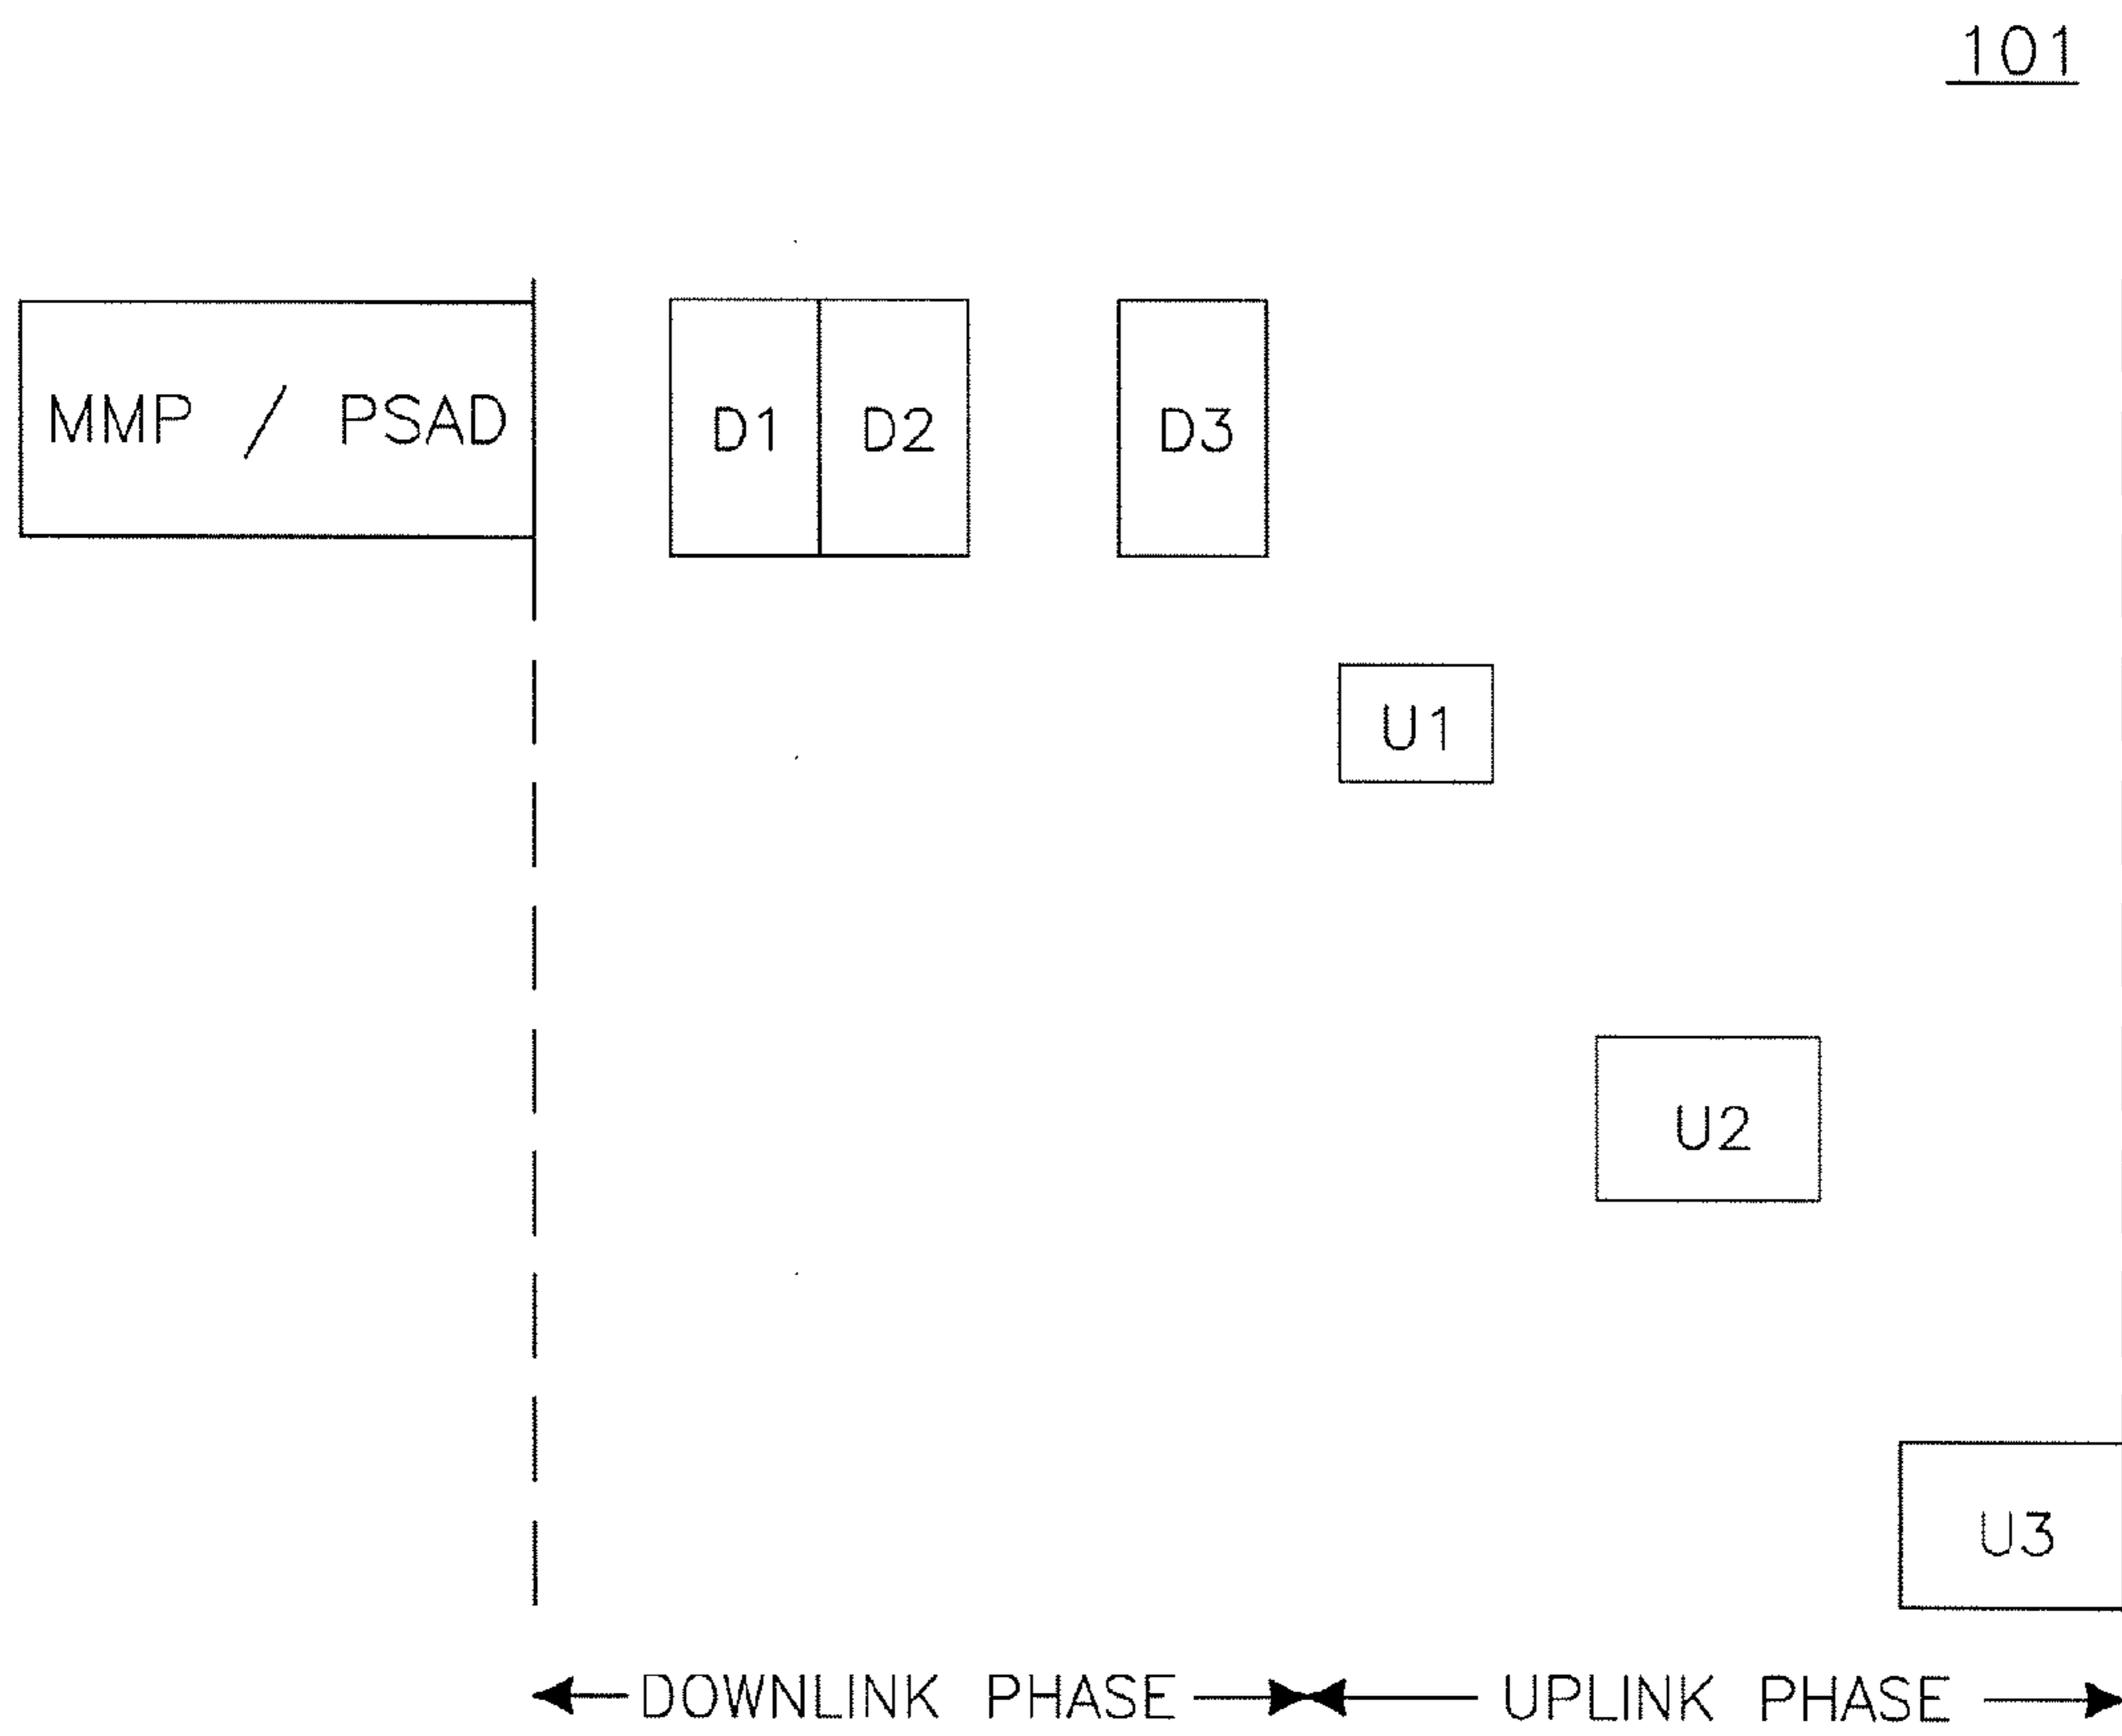 101
MMP / PSAD
D1
D2
D3
U1
U2
U3
DOWNLINK PHASE
UPLINK PHASE